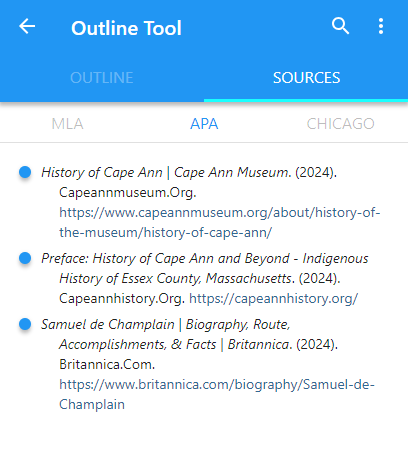 Outline Tool
OUTLINE
SOURCES
MLA
APA
CHICAGO
History of Cape Ann | Cape Ann Museum. (2024).
Capeannmuseum.Org.
https://www.capeannmuseum.org/about/history-of-
the-museum/history-of-cape-ann/
Preface: History of Cape Ann and Beyond - Indigenous
History of Essex County, Massachusetts. (2024).
Capeannhistory.Org. https://capeannhistory.org/
Samuel de Champlain | Biography, Route,
Accomplishments, & Facts | Britannica. (2024).
Britannica.Com.
https://www.britannica.com/biography/Samuel-de-
Champlain